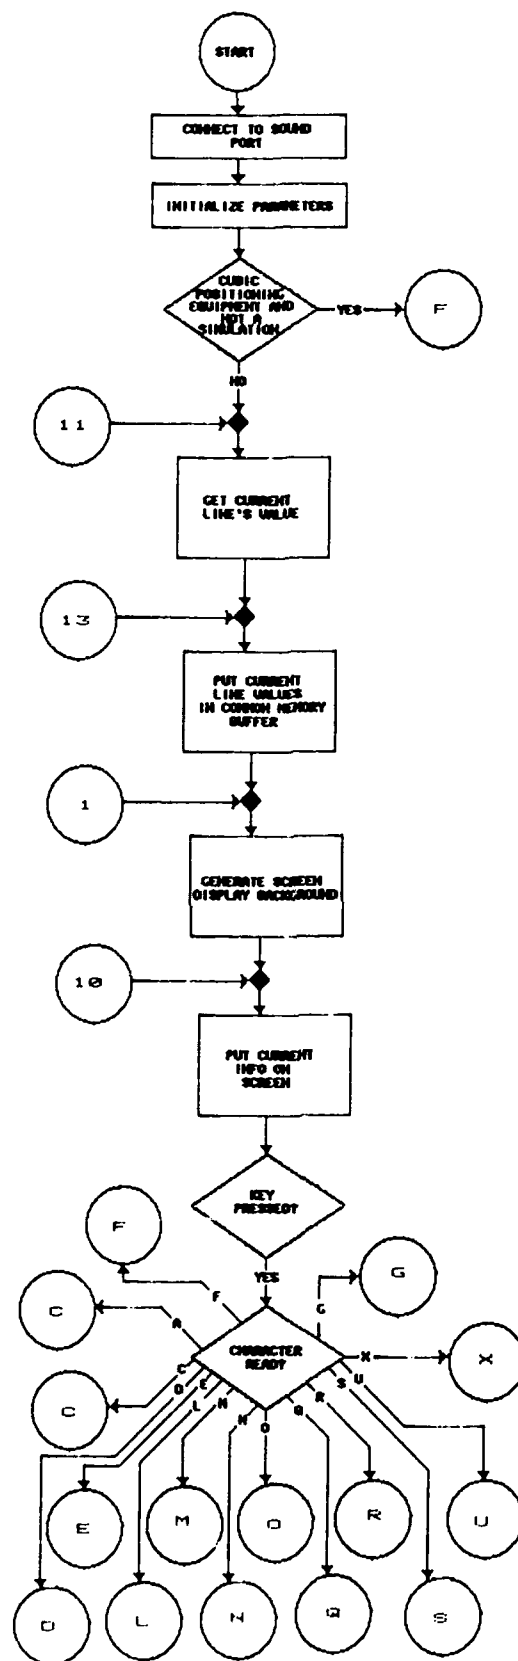 START
CONNECT TO SOUND
PORT
INITIALIZE PARAMETERS
CUBIC
POSITIONING
EQUIPMENT AND
NOT A
SIMULATION
YES
F
NO
11
GET CURRENT
LINE'S VALUE
13
PUT CURRENT
LINE VALUES
IN COMMON MEMORY
BUFFER
1
GENERATE SCREEN
DISPLAY BACKGROUND
10
PUT CURRENT
INFO ON
SCREEN
KEY
PRESSED?
F
YES
G
F
G
C
A
CHARACTER
READ?
X
X
C
C
D
E
L
M
N
O
Q
R
S
U
E
M
O
R
U
D
L
N
Q
S